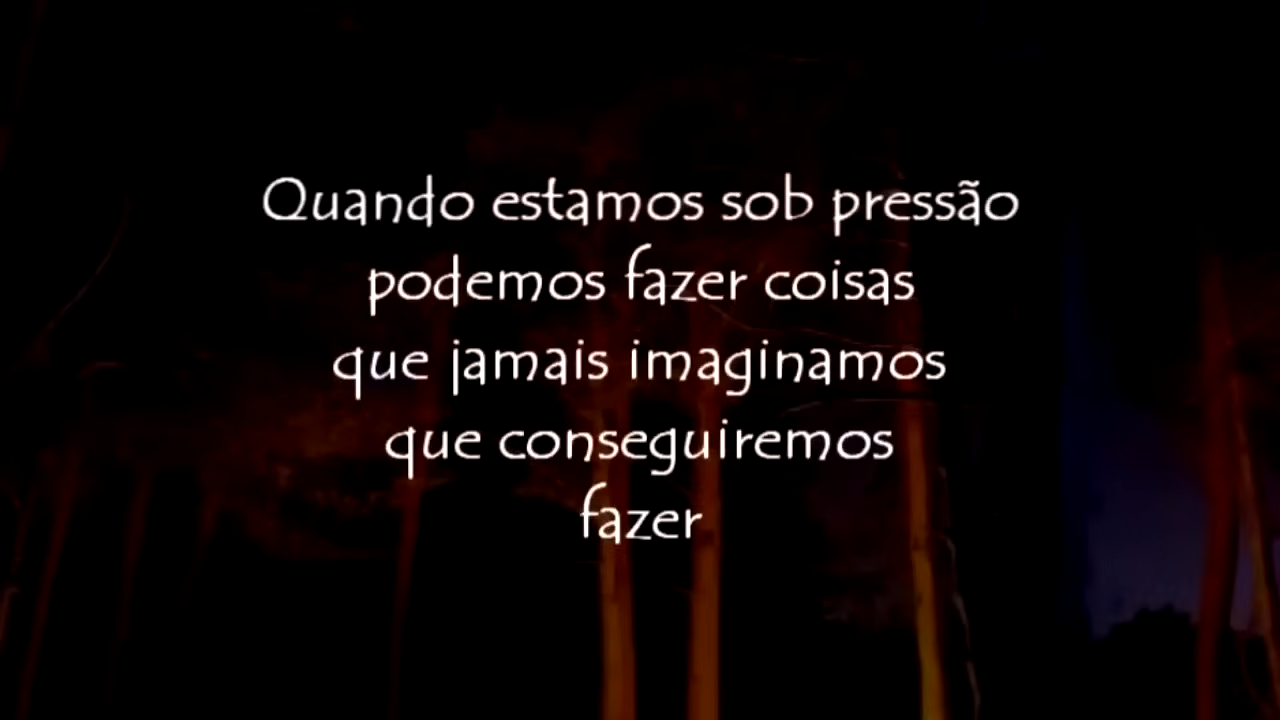 Quando estamos sob pressão
podemos fazer coisas
que jamais imaginamos
que conseguiremos
fazer